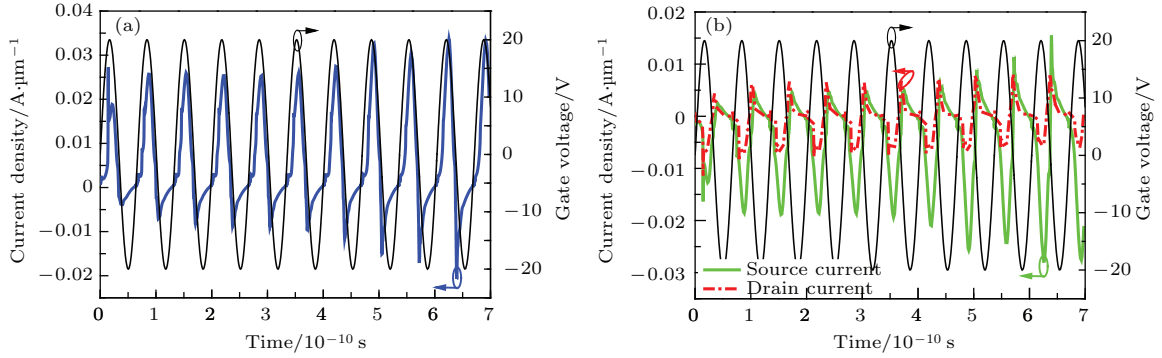 (a)
0.04
0.03
0.02
0.01
0
−0.01
−0.02
Current density/A·μm⁻¹
20
10
0
−10
−20
Gate voltage/V
0 1 2 3 4 5 6 7
Time/10⁻¹⁰ s
(b)
0.02
0.01
0
−0.01
−0.02
−0.03
Current density/A·μm⁻¹
20
10
0
−10
−20
Gate voltage/V
Source current
Drain current
0 1 2 3 4 5 6 7
Time/10⁻¹⁰ s